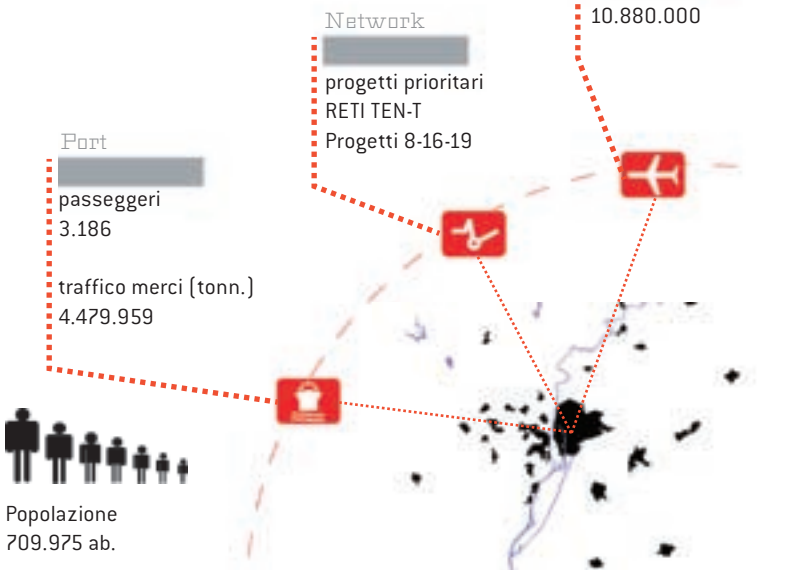 10.880.000
Network
progetti prioritari
RETI TEN-T
Progetti 8-16-19
Port
passeggeri
3.186
traffico merci (tonn.)
4.479.959
Popolazione
709.975 ab.